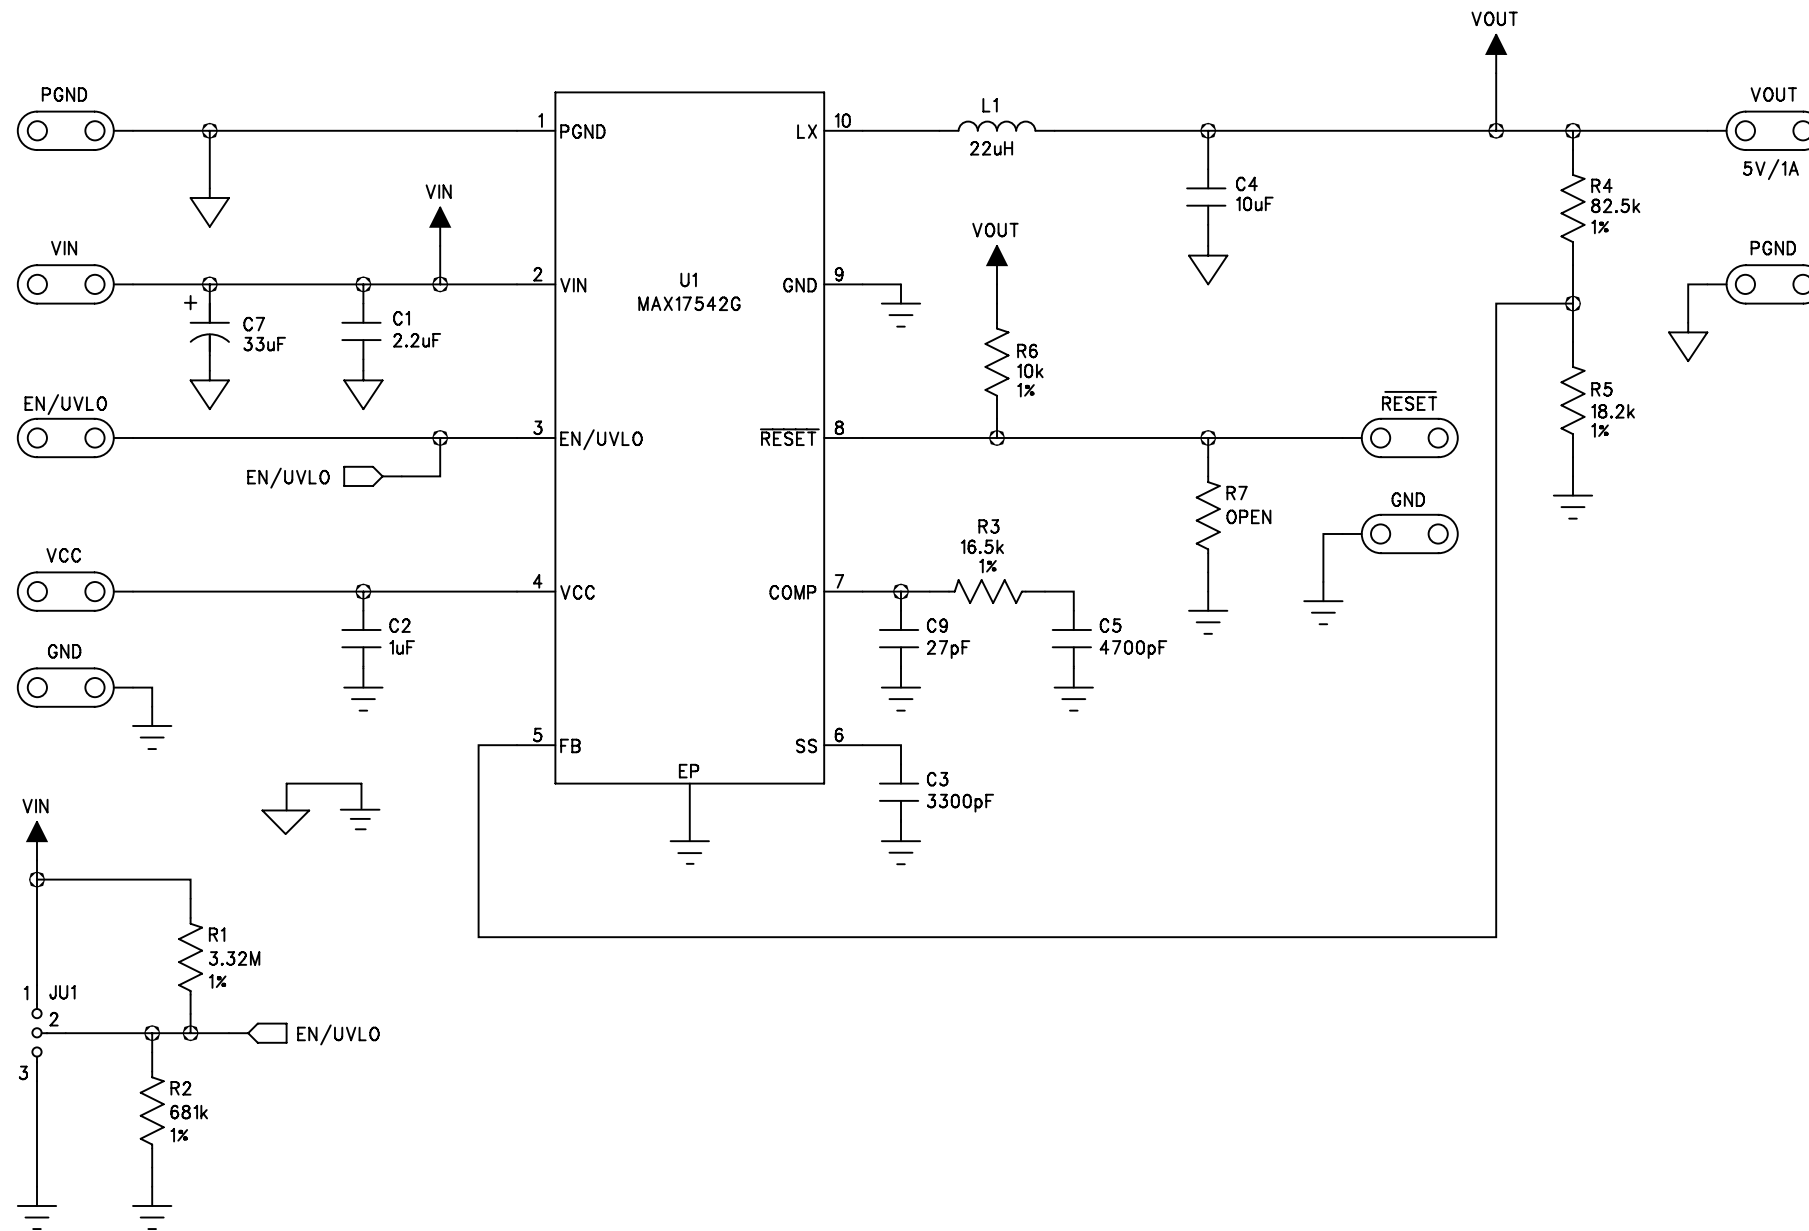 VOUT
PGND
1
PGND
LX
10
L1
22uH
VOUT
5V/1A
C4
10uF
R4
82.5k
1%
VIN
VOUT
VIN
2
VIN
U1
MAX17542G
GND
9
PGND
+
C7
33uF
C1
2.2uF
R6
10k
1%
EN/UVLO
3
EN/UVLO
RESET
8
RESET
R5
18.2k
1%
EN/UVLO
R7
OPEN
GND
VCC
4
VCC
COMP
7
R3
16.5k
1%
C2
1uF
C9
27pF
C5
4700pF
GND
5
FB
SS
6
EP
C3
3300pF
VIN
R1
3.32M
1%
1
JU1
2
3
EN/UVLO
R2
681k
1%